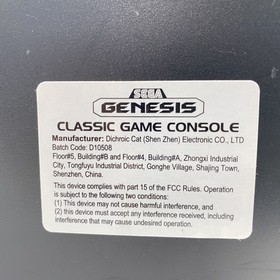 SEGA
GENESIS
CLASSIC GAME CONSOLE
Manufacturer: Dichroic Cat (Shen Zhen) Electronic CO., LTD
Batch Code: D10508
Floor#5, Building#B and Floor#4, Building#A, Zhongxi Industrial
City, Tongfuyu Industrial District, Gonghe Village, Shajing Town,
Shenzhen, China.
This device complies with part 15 of the FCC Rules. Operation
is subject to the following two conditions:
(1) This device may not cause harmful interference, and
(2) this device must accept any interference received, including
interference that may cause undesired operation.